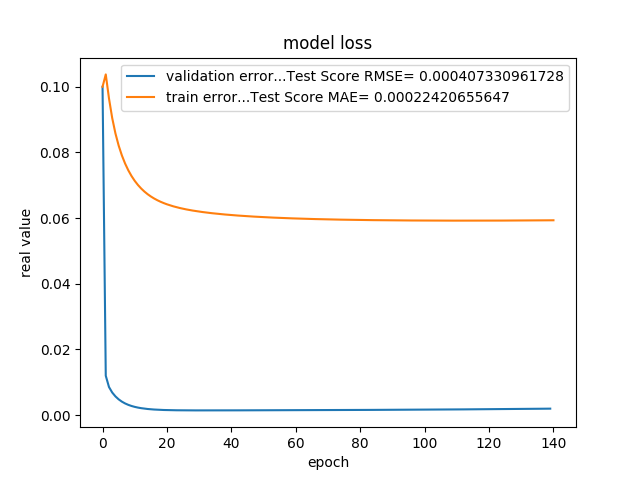 model loss
validation error...Test Score RMSE= 0.000407330961728
train error...Test Score MAE= 0.00022420655647
real value
0.10
0.08
0.06
0.04
0.02
0.00
0 20 40 60 80 100 120 140
epoch